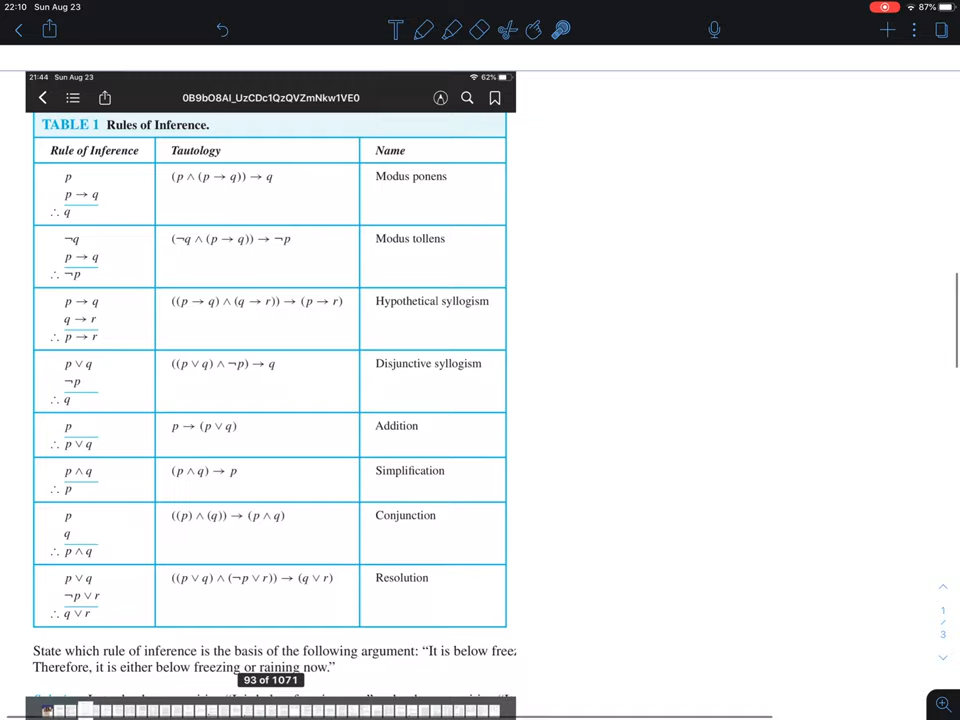 22:10 Sun Aug 23
87%
21:44 Sun Aug 23
62%
0B9bO8AI_UzCDc1QzQVZmNkw1VE0
TABLE 1 Rules of Inference.
Rule of Inference Tautology Name
p
p → q
∴ q
(p ∧ (p → q)) → q
Modus ponens
¬q
p → q
∴ ¬p
(¬q ∧ (p → q)) → ¬p
Modus tollens
p → q
q → r
∴ p → r
((p → q) ∧ (q → r)) → (p → r)
Hypothetical syllogism
p ∨ q
¬p
∴ q
((p ∨ q) ∧ ¬p) → q
Disjunctive syllogism
p
∴ p ∨ q
p → (p ∨ q)
Addition
p ∧ q
∴ p
(p ∧ q) → p
Simplification
p
q
∴ p ∧ q
((p) ∧ (q)) → (p ∧ q)
Conjunction
p ∨ q
¬p ∨ r
∴ q ∨ r
((p ∨ q) ∧ (¬p ∨ r)) → (q ∨ r)
Resolution
State which rule of inference is the basis of the following argument: “It is below
Therefore, it is either below freezing or raining now.”
93 of 1071
1
/
3